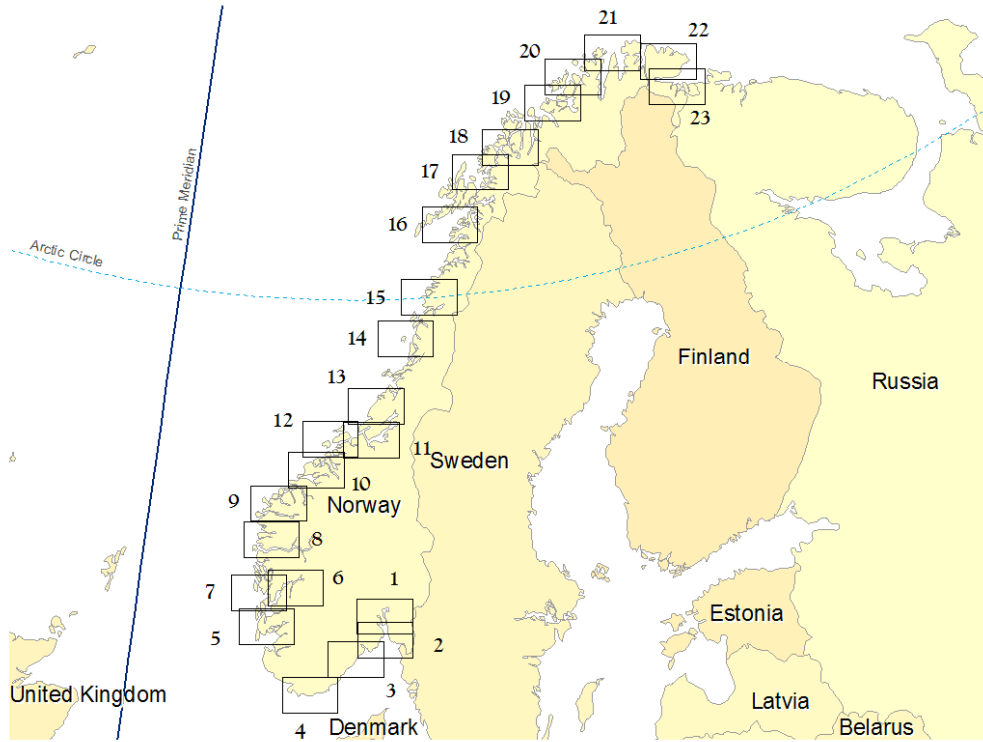 21
22
20
19
23
18
17
Prime Meridian
16
Arctic Circle
15
14
Finland
Russia
13
12
11
Sweden
10
9
Norway
8
7
6
1
Estonia
5
2
3
United Kingdom
Latvia
4
Denmark
Belarus